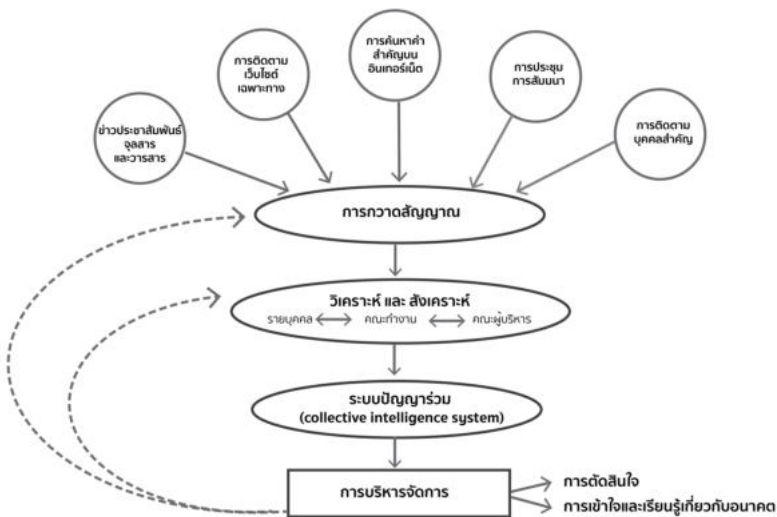 การค้นหาคำ
สำคัญบน
อินเทอร์เน็ต
การติดตาม
เว็บไซต์
เฉพาะทาง
การประชุม
การสัมมนา
ข่าวประชาสัมพันธ์
จุลสาร
และวารสาร
การติดตาม
บุคคลสำคัญ
การกวาดสัญญาณ
วิเคราะห์ และ สังเคราะห์
รายบุคคล คณะทำงาน คณะผู้บริหาร
ระบบปัญญาร่วม
(collective intelligence system)
การบริหารจัดการ
การตัดสินใจ
การเข้าใจและเรียนรู้เกี่ยวกับอนาคต